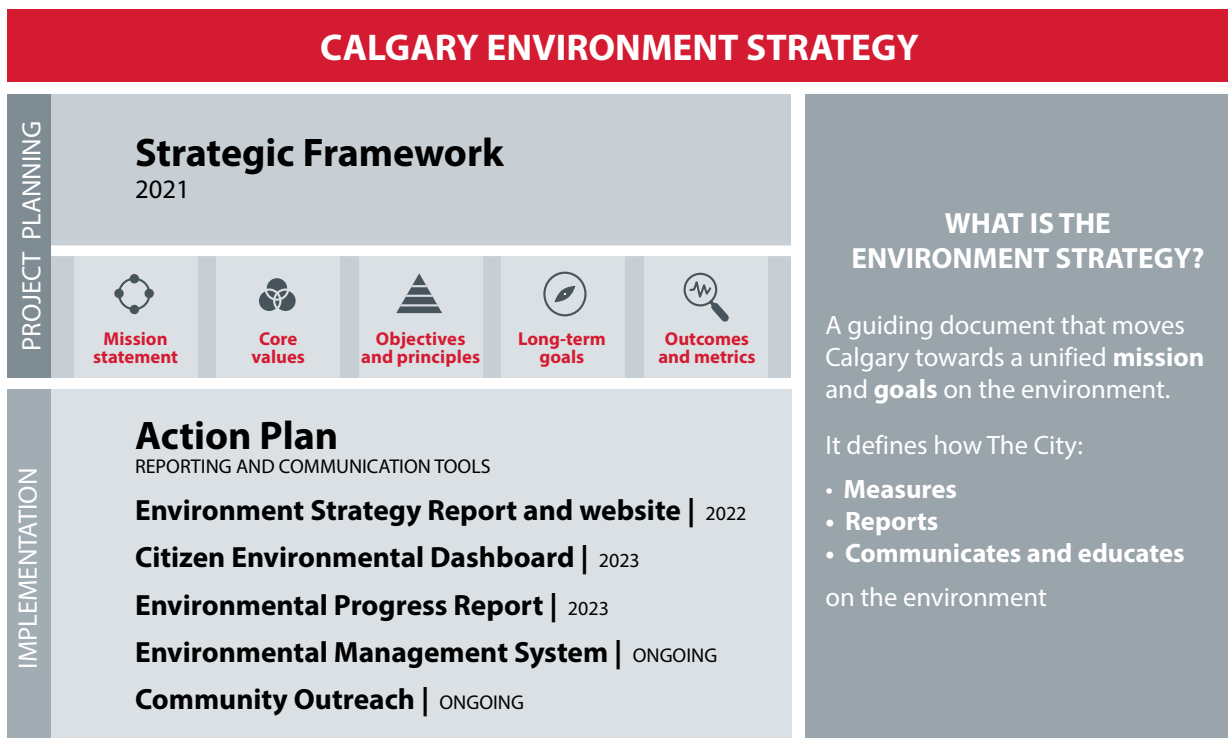 CALGARY ENVIRONMENT STRATEGY
PROJECT PLANNING
Strategic Framework
2021
Mission
statement
Core
values
Objectives
and principles
Long-term
goals
Outcomes
and metrics
IMPLEMENTATION
Action Plan
REPORTING AND COMMUNICATION TOOLS
Environment Strategy Report and website | 2022
Citizen Environmental Dashboard | 2023
Environmental Progress Report | 2023
Environmental Management System | ONGOING
Community Outreach | ONGOING
WHAT IS THE
ENVIRONMENT STRATEGY?
A guiding document that moves
Calgary towards a unified mission
and goals on the environment.
It defines how The City:
• Measures
• Reports
• Communicates and educates
on the environment